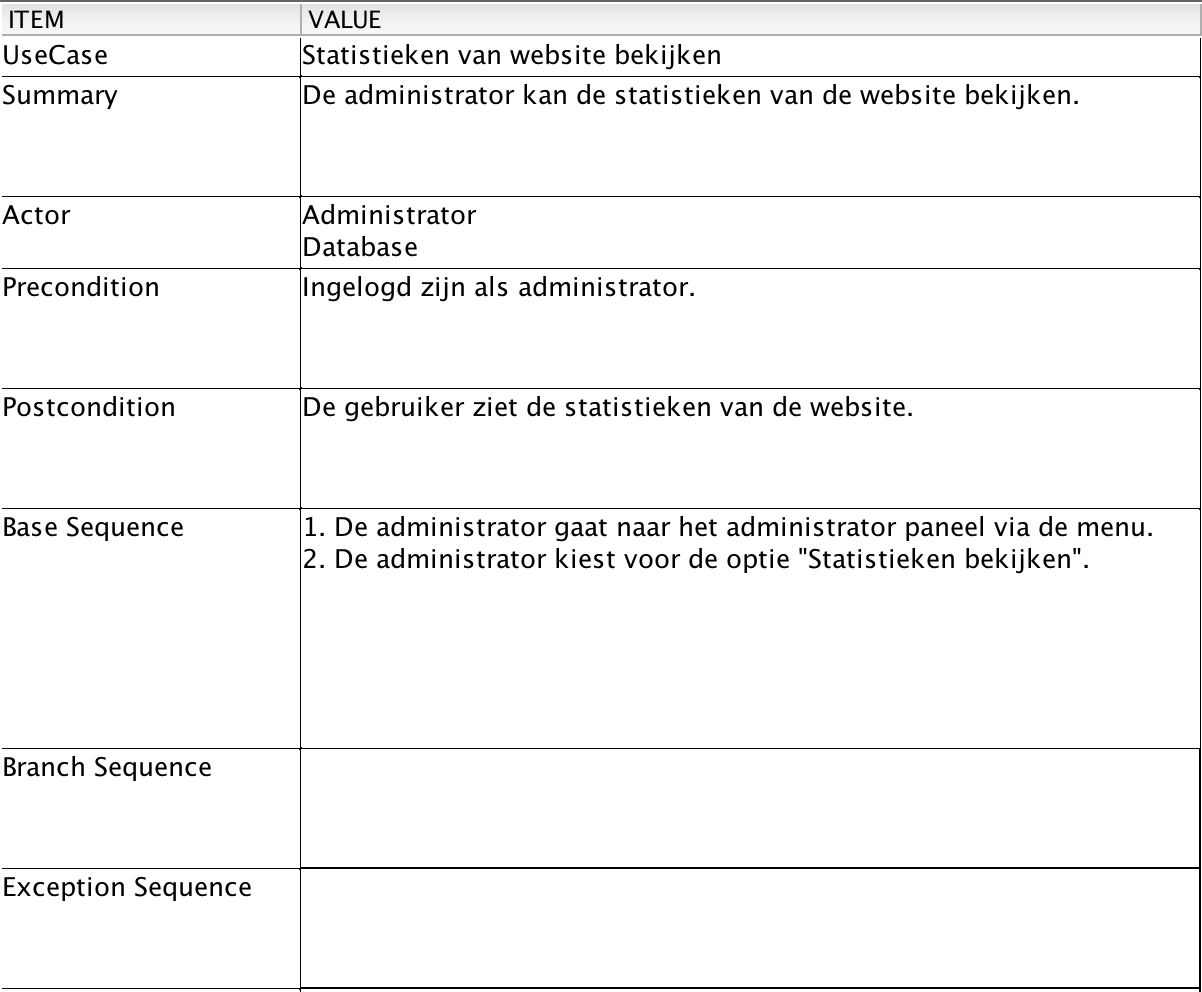 ITEM VALUE
UseCase Statistieken van website bekijken
Summary De administrator kan de statistieken van de website bekijken.
Actor Administrator
Database
Precondition Ingelogd zijn als administrator.
Postcondition De gebruiker ziet de statistieken van de website.
Base Sequence 1. De administrator gaat naar het administrator paneel via de menu.
2. De administrator kiest voor de optie "Statistieken bekijken".
Branch Sequence
Exception Sequence